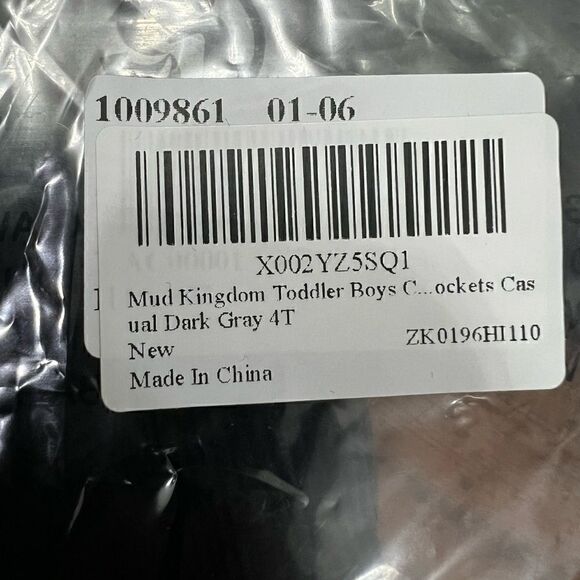 1009861 01-06
X002YZ5SQ1
Mud Kingdom Toddler Boys C...ockets Cas
ual Dark Gray 4T
New
ZK0196HI110
Made In China